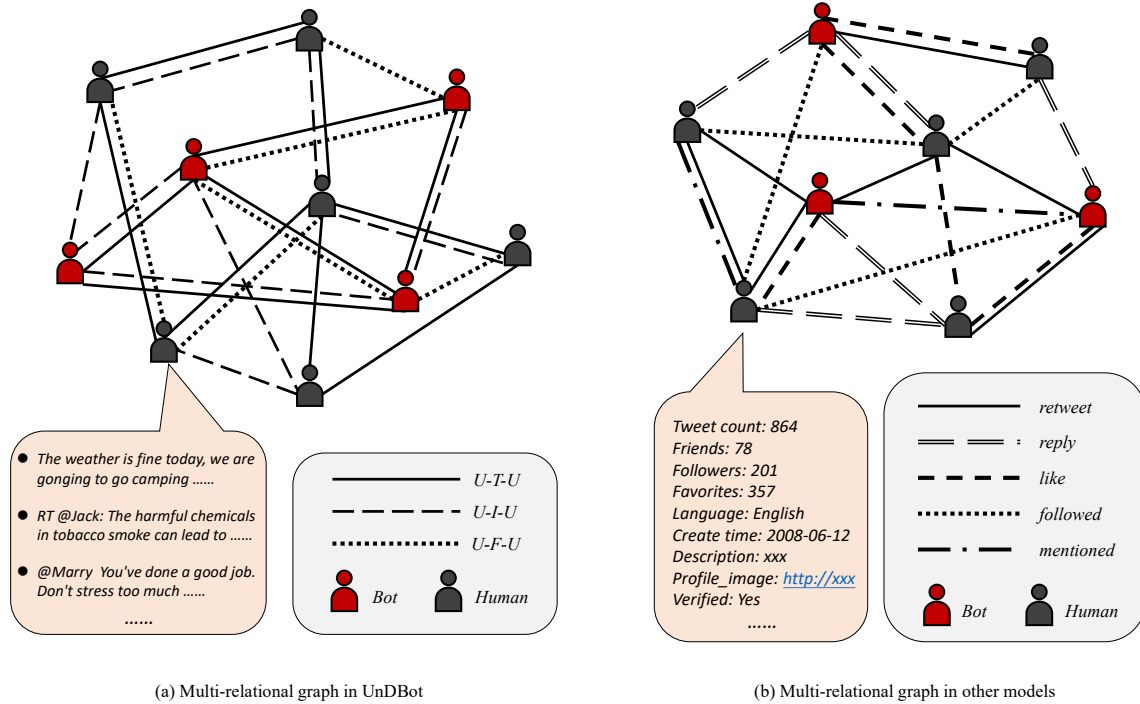 ● The weather is fine today, we are
gonging to go camping ......
● RT @Jack: The harmful chemicals
in tobacco smoke can lead to ......
● @Marry You've done a good job.
Don't stress too much ......
......
U-T-U
U-I-U
U-F-U
Bot Human
(a) Multi-relational graph in UnDBot
Tweet count: 864
Friends: 78
Followers: 201
Favorites: 357
Language: English
Create time: 2008-06-12
Description: xxx
Profile_image: http://xxx
Verified: Yes
......
retweet
reply
like
followed
mentioned
Bot Human
(b) Multi-relational graph in other models